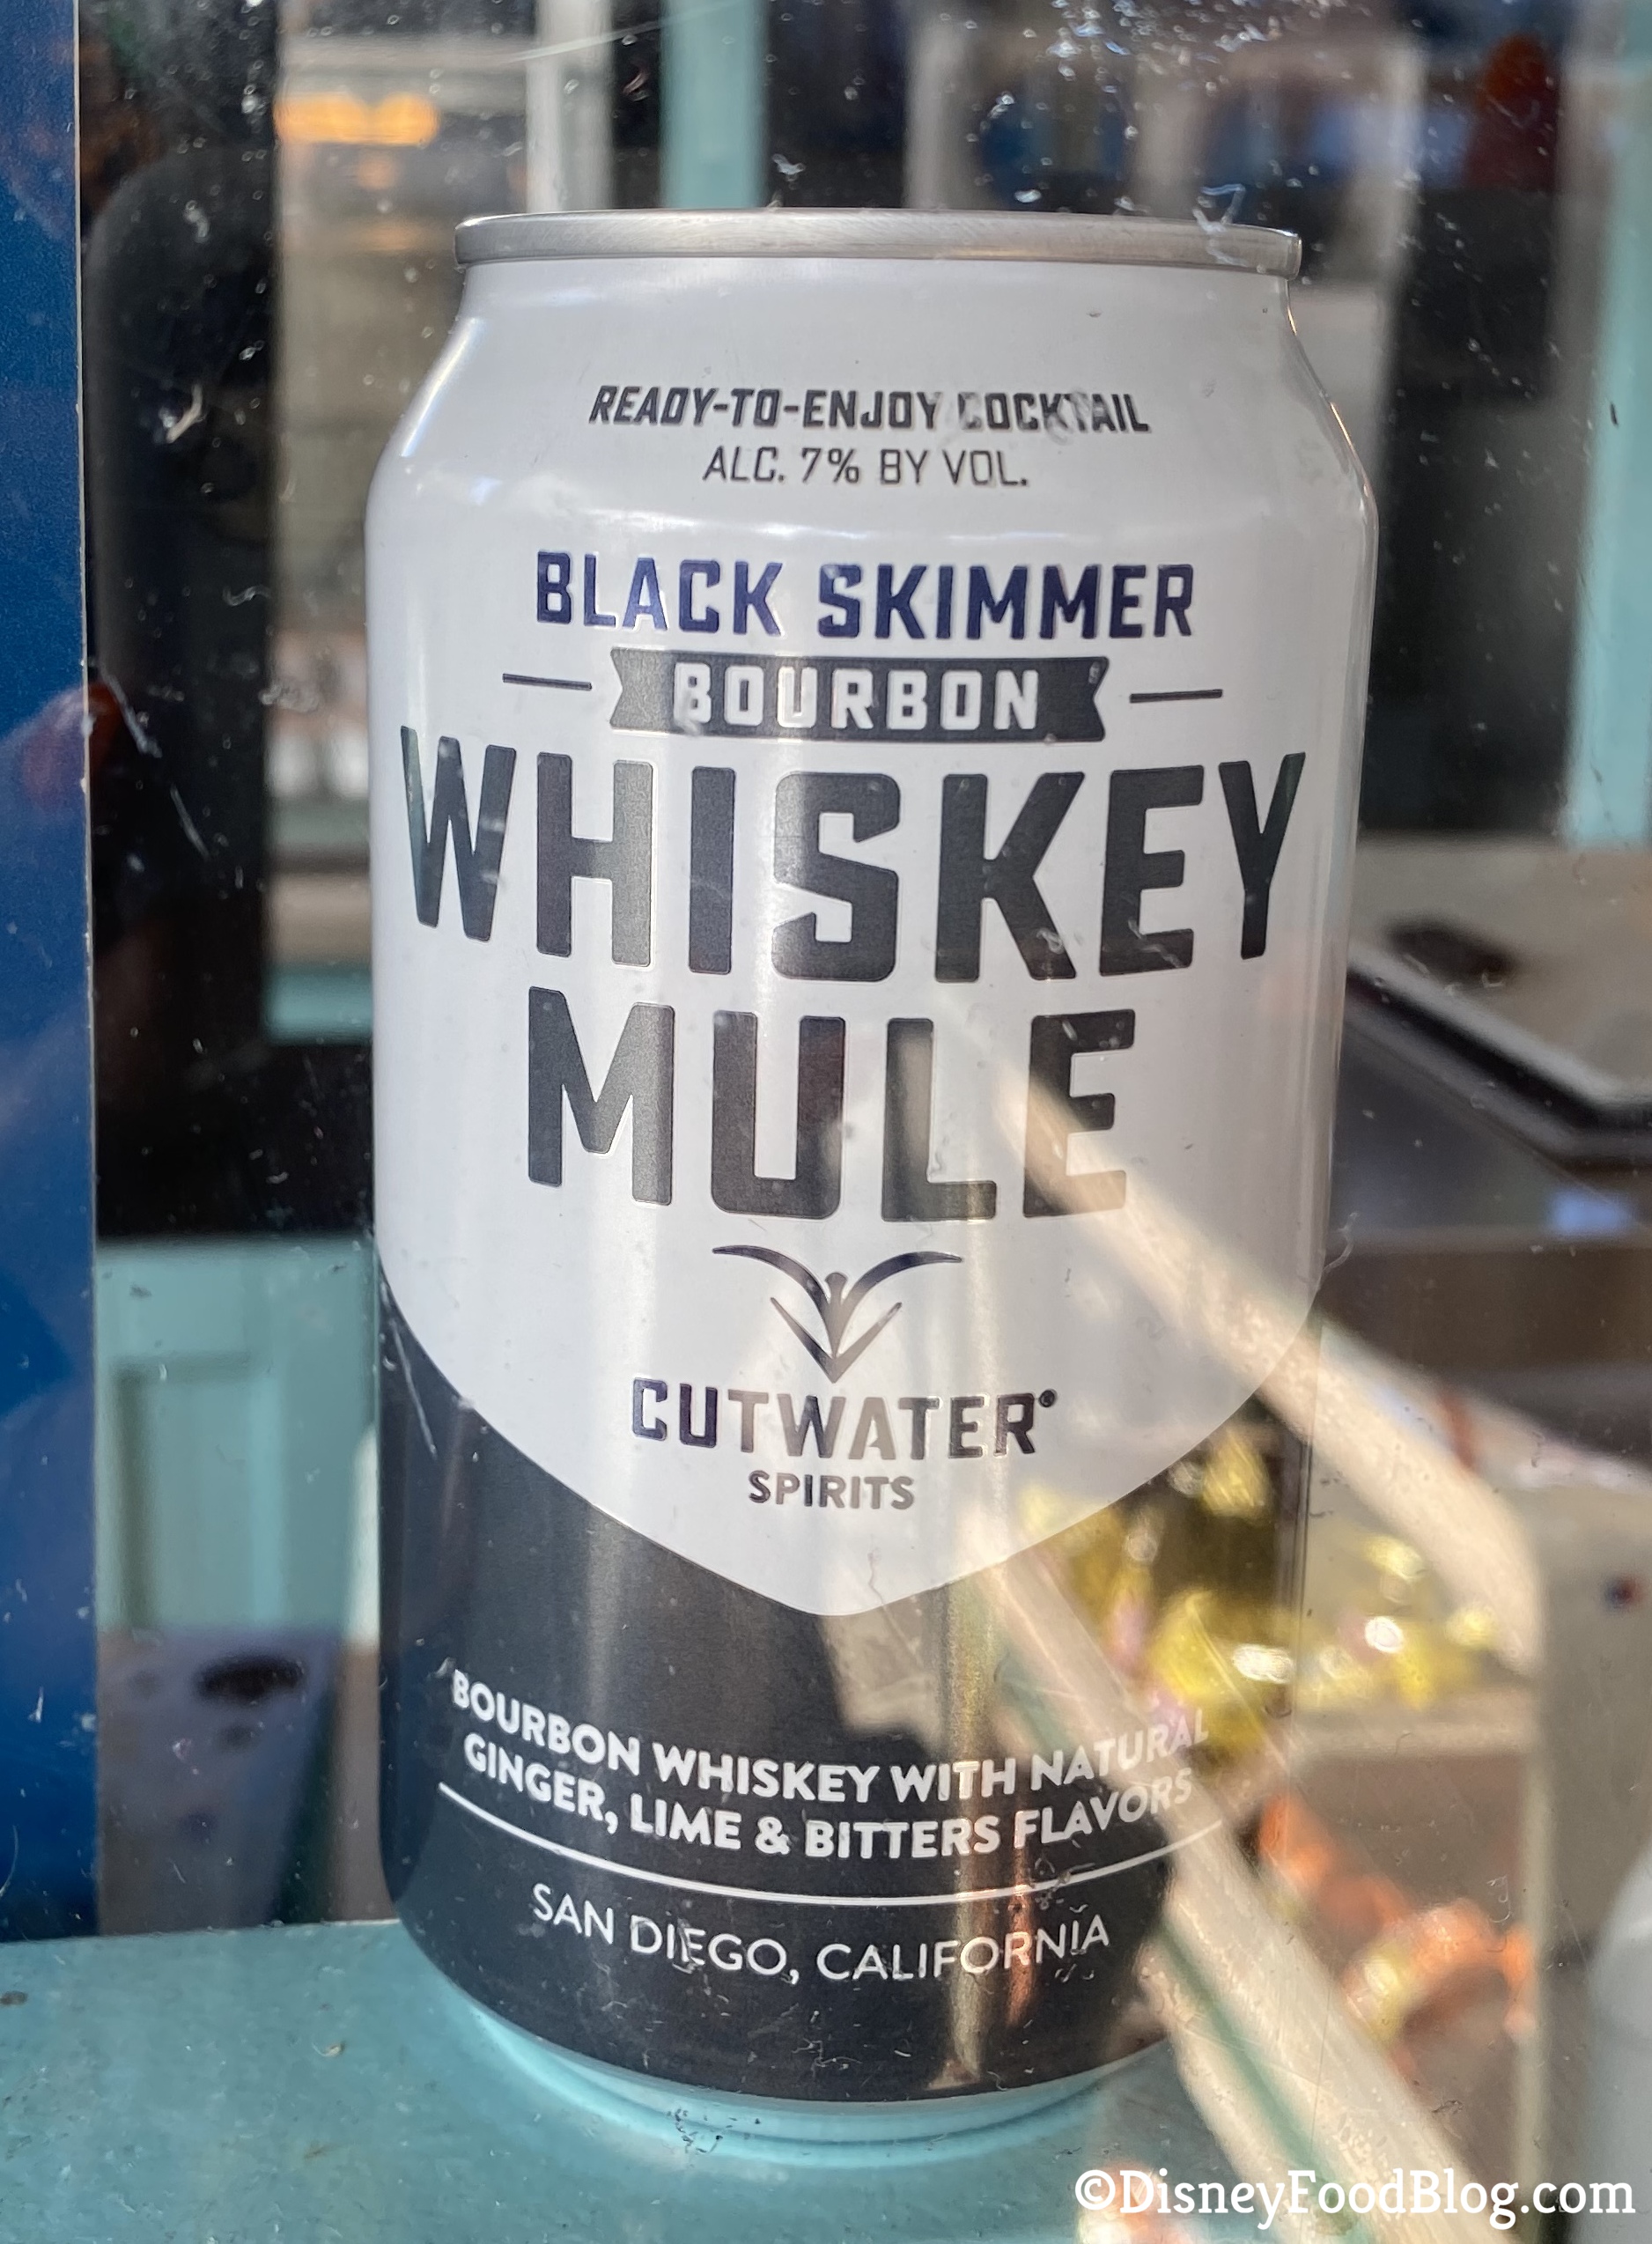 READY-TO-ENJOY COCKTAIL
ALC. 7% BY VOL.
BLACK SKIMMER
BOURBON
WHISKEY
MULE
CUTWATER®
SPIRITS
BOURBON WHISKEY WITH NATURAL
GINGER, LIME & BITTERS FLAVORS
SAN DIEGO, CALIFORNIA
©DisneyFoodBlog.com